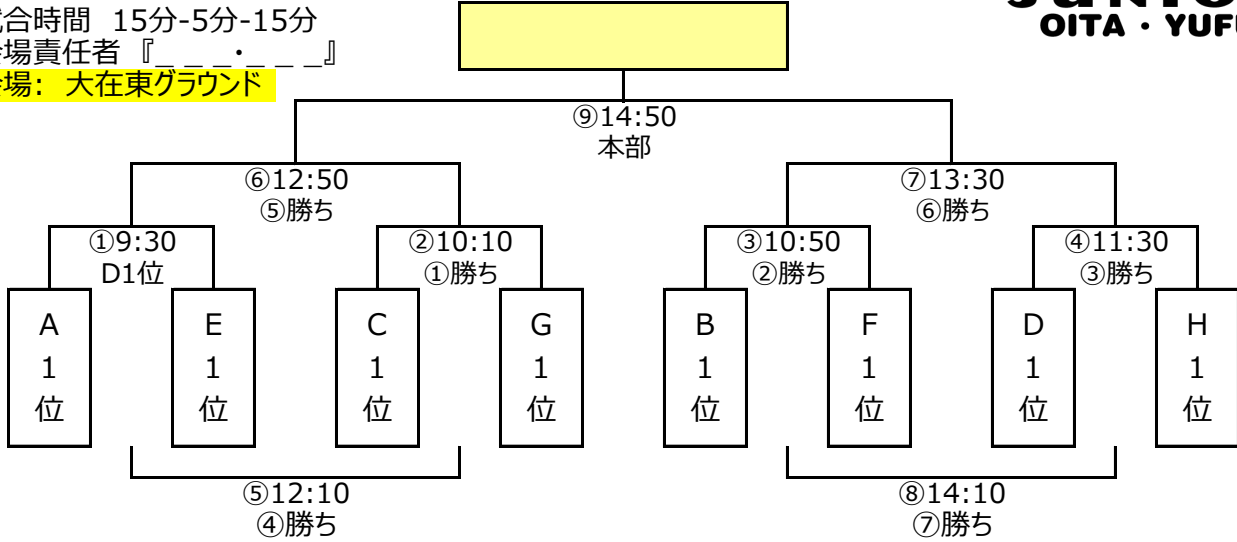 合時間 15分-5分-15分
場責任者『_ _ _・_ _ _』
OITA・YUFU
場: 大在東グラウンド
⑨14:50
本部
⑥12:50
⑤勝ち
⑦13:30
⑥勝ち
①9:30
D1位
②10:10
①勝ち
③10:50
②勝ち
④11:30
③勝ち
A
1
位
E
1
位
C
1
位
G
1
位
B
1
位
F
1
位
D
1
位
H
1
位
⑤12:10
④勝ち
⑧14:10
⑦勝ち